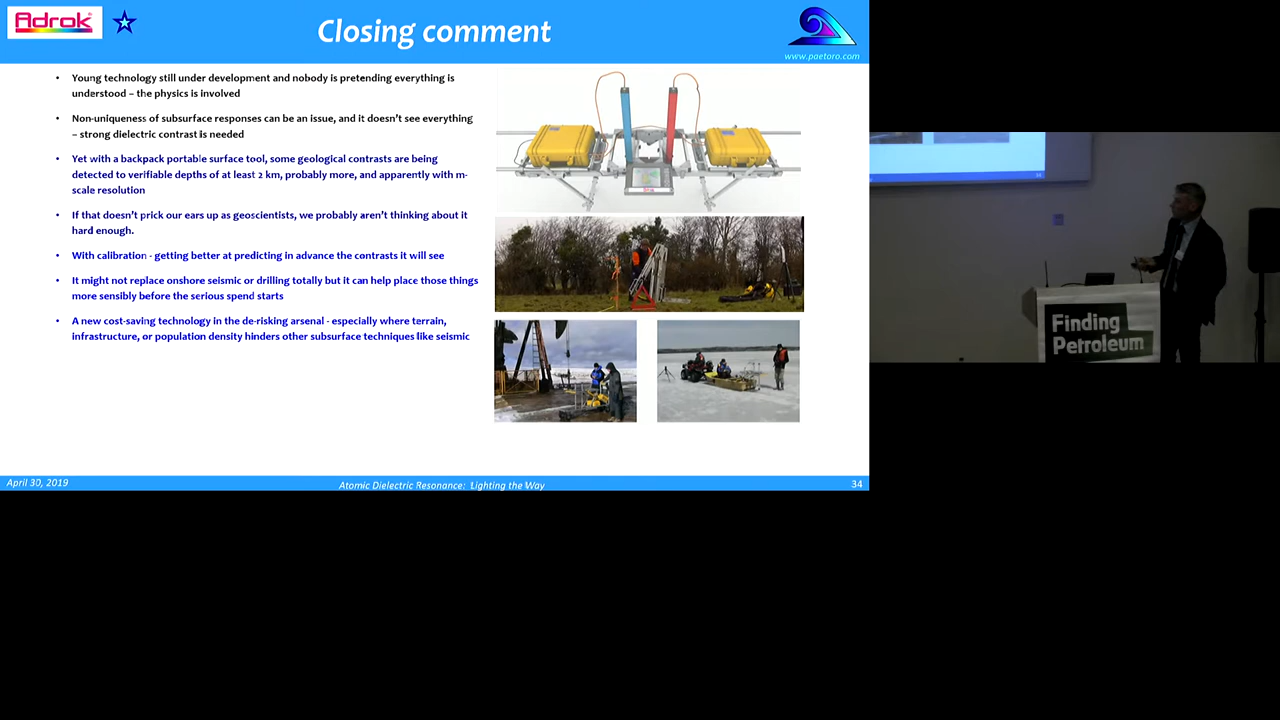 Adrok
Closing comment
www.paetoro.com
• Young technology still under development and nobody is pretending everything is
understood – the physics is involved
• Non-uniqueness of subsurface responses can be an issue, and it doesn't see everything
– strong dielectric contrast is needed
• Yet with a backpack portable surface tool, some geological contrasts are being
detected to verifiable depths of at least 2 km, probably more, and apparently with m-
scale resolution
• If that doesn't prick our ears up as geoscientists, we probably aren't thinking about it
hard enough.
• With calibration - getting better at predicting in advance the contrasts it will see
• It might not replace onshore seismic or drilling totally but it can help place those things
more sensibly before the serious spend starts
• A new cost-saving technology in the de-risking arsenal - especially where terrain,
infrastructure, or population density hinders other subsurface techniques like seismic
April 30, 2019
Atomic Dielectric Resonance: Lighting the Way
34
Finding
Petroleum